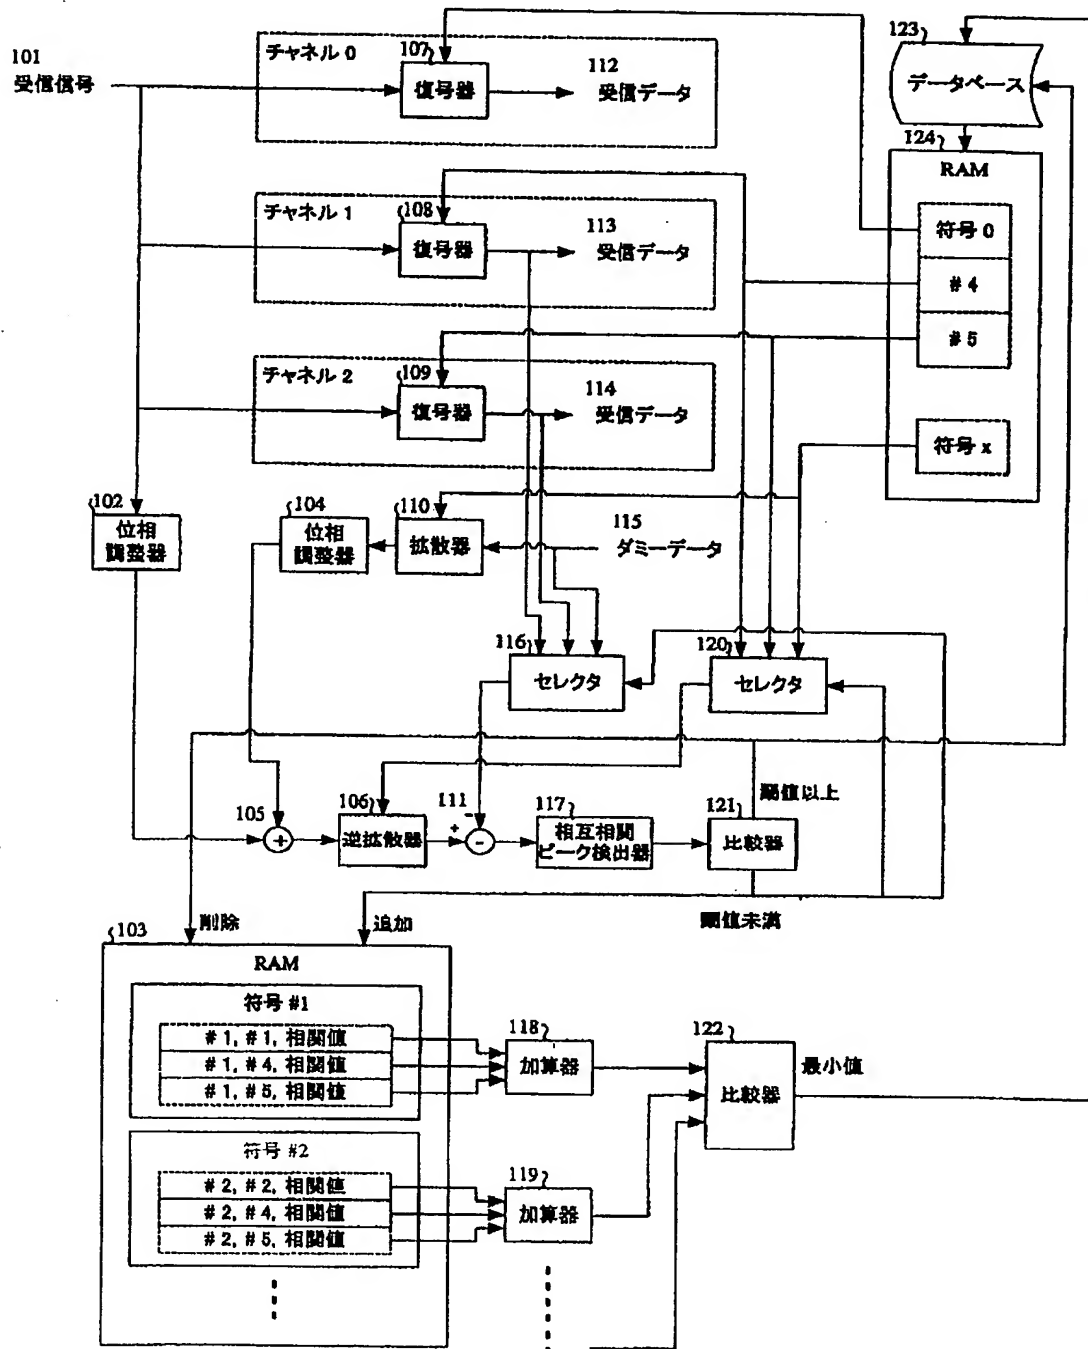 101
受信信号
チャネル 0
107
復号器
112
受信データ
123
データベース
124
RAM
符号 0
# 4
# 5
符号 x
チャネル 1
108
復号器
113
受信データ
チャネル 2
109
復号器
114
受信データ
102
位相
調整器
104
位相
調整器
110
拡散器
115
ダミーデータ
116
セレクタ
120
セレクタ
105
+
106
逆拡散器
111
+
-
-
117
相互相関
ピーク検出器
121
比較器
閾値以上
閾値未満
削除
追加
103
RAM
符号 #1
# 1, # 1, 相関値
# 1, # 4, 相関値
# 1, # 5, 相関値
118
加算器
122
比較器
最小値
符号 #2
# 2, # 2, 相関値
# 2, # 4, 相関値
# 2, # 5, 相関値
119
加算器